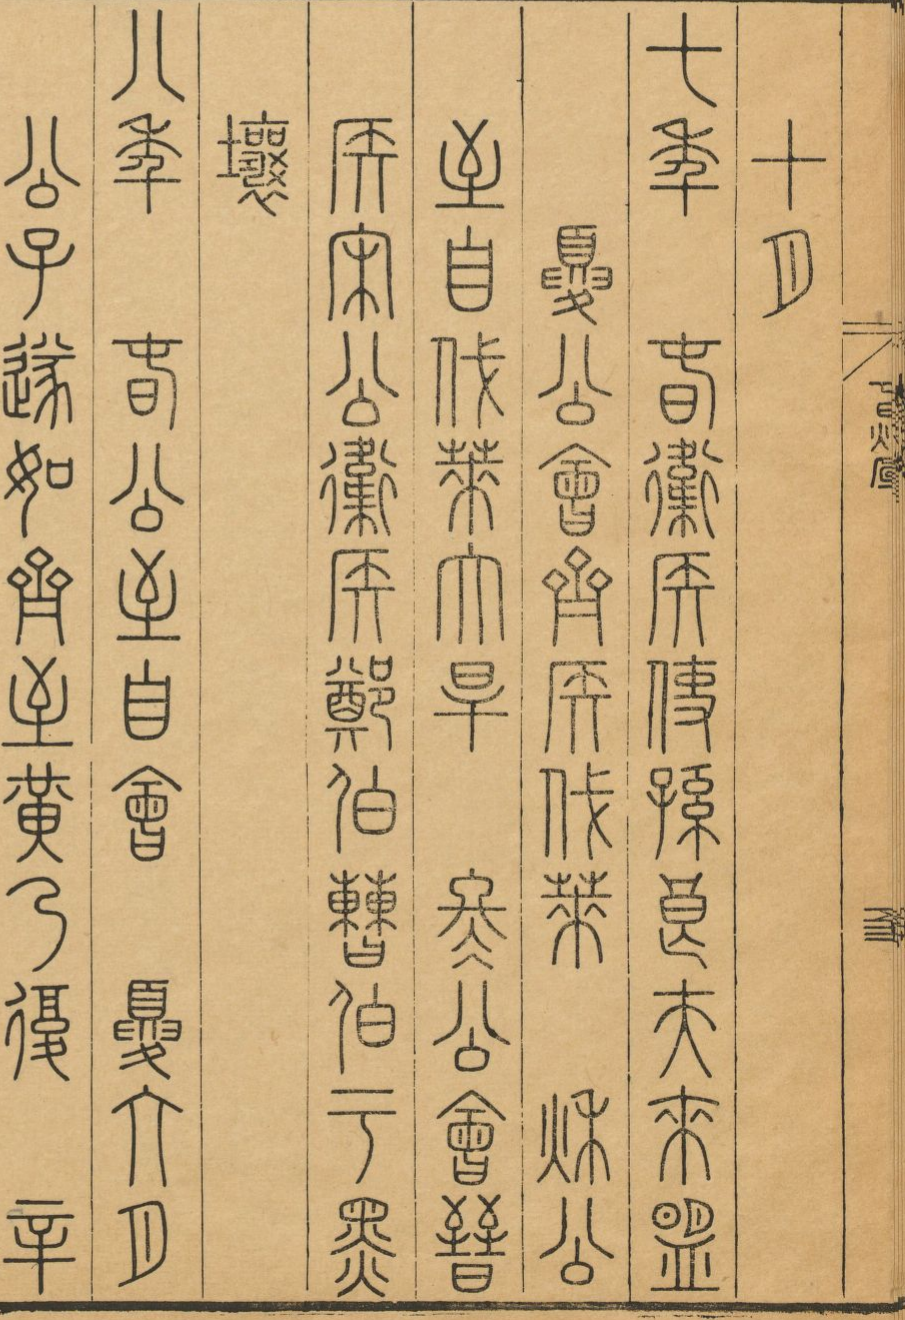 十月
七年 春衛侯使孫良夫來盟
夏公會齊侯伐萊 秋公
至自伐萊大旱 冬公會晉
侯宋公衛侯鄭伯曹伯于黑
壤
八年 春公至自會 夏六月
公子遂如齊至黃乃復 辛